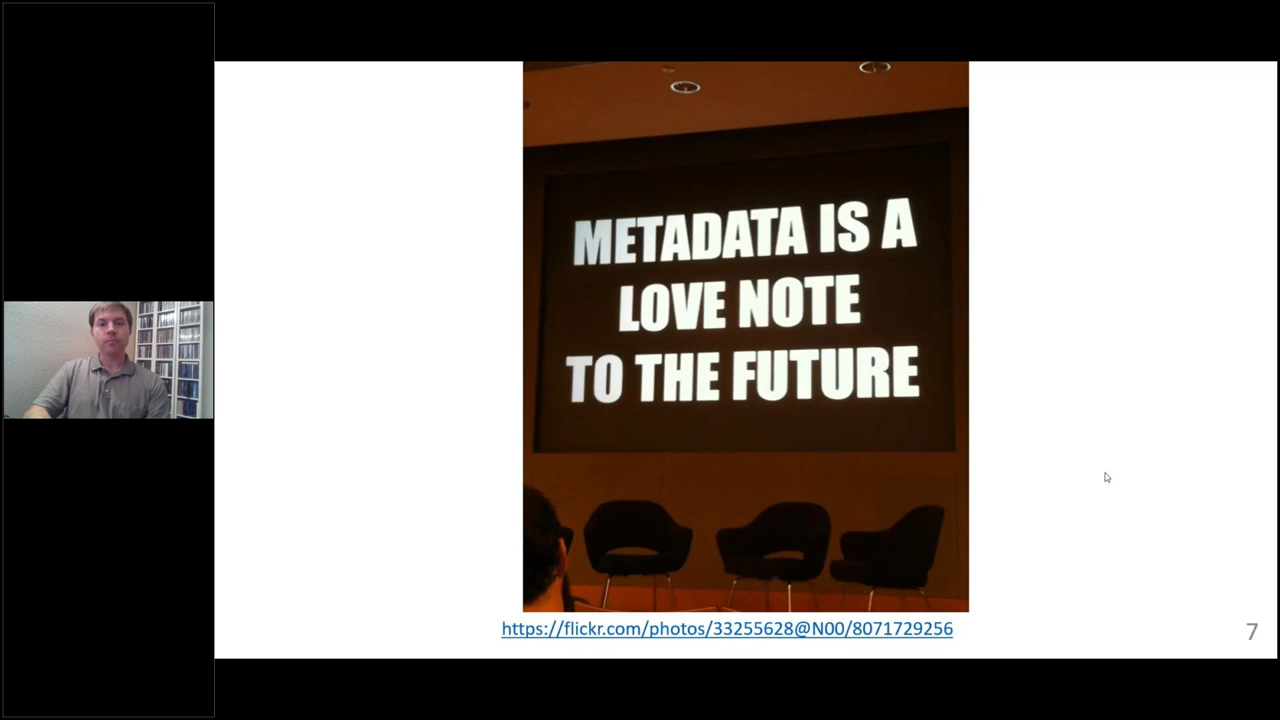 METADATA IS A
LOVE NOTE
TO THE FUTURE
https://flickr.com/photos/33255628@N00/8071729256
7